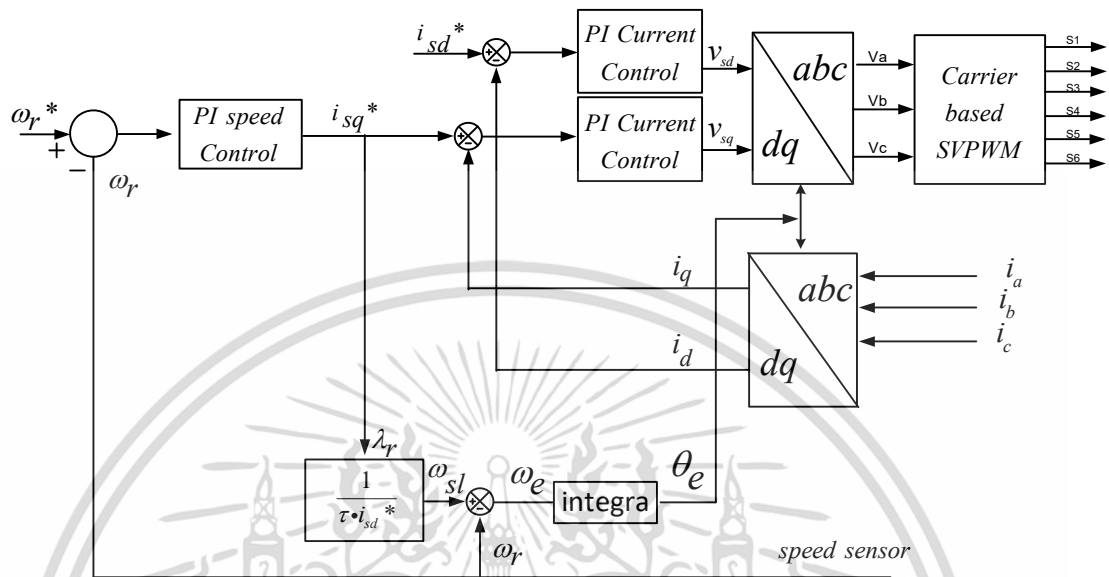 i_sd*
PI Current
Control
v_sd
abc
dq
Va
Vb
Vc
Carrier
based
SVPWM
S1
S2
S3
S4
S5
S6
ω_r*
+
−
ω_r
PI speed
Control
i_sq*
PI Current
Control
v_sq
i_q
i_d
abc
dq
i_a
i_b
i_c
λ_r
1
τ•i_sd*
ω_sl
ω_e
integra
θ_e
ω_r
speed sensor